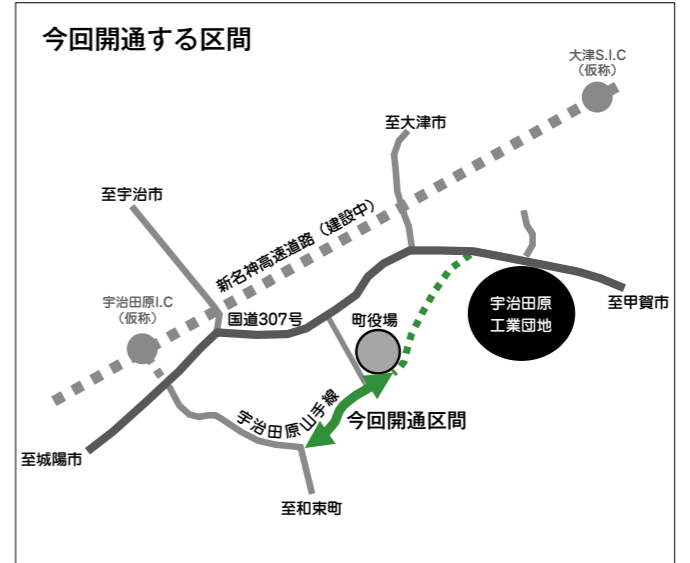 今回開通する区間
大津S.I.C
（仮称）
至大津市
至宇治市
新名神高速道路（建設中）
宇治田原I.C
（仮称）
国道307号
町役場
宇治田原
工業団地
至甲賀市
宇治田原山手線
今回開通区間
至城陽市
至和束町